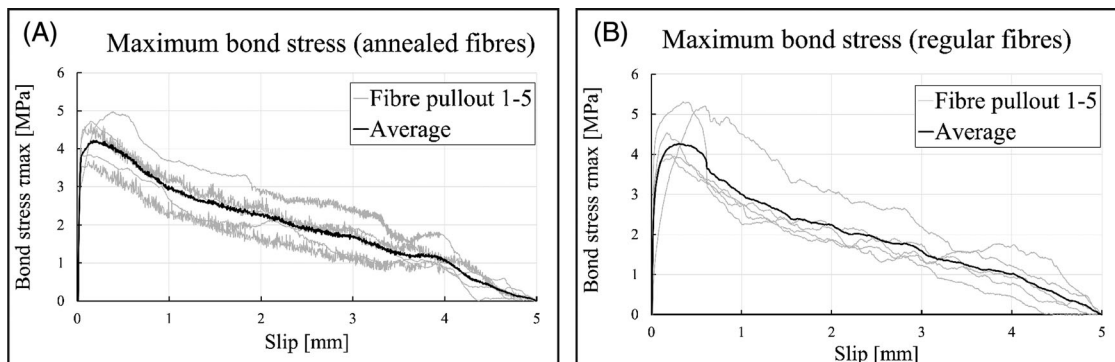 (A)
Maximum bond stress (annealed fibres)
Bond stress τmax [MPa]
6
5
4
3
2
1
0
Fibre pullout 1-5
Average
0 1 2 3 4 5
Slip [mm]
(B)
Maximum bond stress (regular fibres)
Bond stress τmax [MPa]
6
5
4
3
2
1
0
Fibre pullout 1-5
Average
0 1 2 3 4 5
Slip [mm]